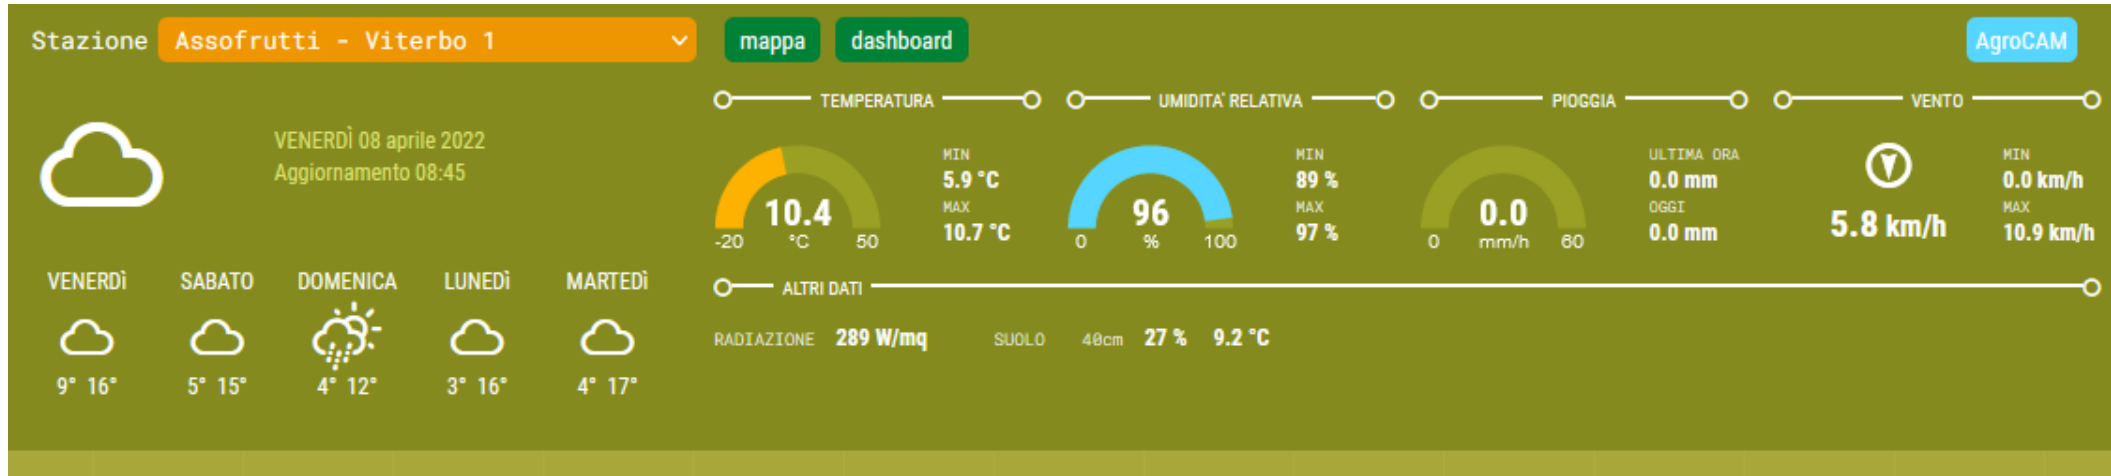 Stazione Assofrutti - Viterbo 1 mappa dashboard AgroCAM
VENERDÌ 08 aprile 2022
Aggiornamento 08:45
VENERDÌ SABATO DOMENICA LUNEDÌ MARTEDÌ
9° 16° 5° 15° 4° 12° 3° 16° 4° 17°
TEMPERATURA
10.4
°C
-20 50
MIN
5.9 °C
MAX
10.7 °C
UMIDITA' RELATIVA
96
%
0 100
MIN
89 %
MAX
97 %
PIOGGIA
0.0
mm/h
0 60
ULTIMA ORA
0.0 mm
OGGI
0.0 mm
VENTO
5.8 km/h
MIN
0.0 km/h
MAX
10.9 km/h
ALTRI DATI
RADIAZIONE 289 W/mq SUOLO 40cm 27 % 9.2 °C